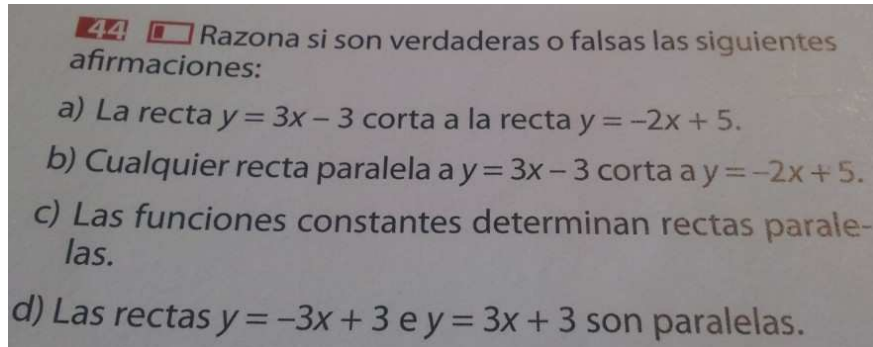 44 Razona si son verdaderas o falsas las siguientes
afirmaciones:
a) La recta y = 3x – 3 corta a la recta y = –2x + 5.
b) Cualquier recta paralela a y = 3x – 3 corta a y = –2x + 5.
c) Las funciones constantes determinan rectas parale-
las.
d) Las rectas y = –3x + 3 e y = 3x + 3 son paralelas.